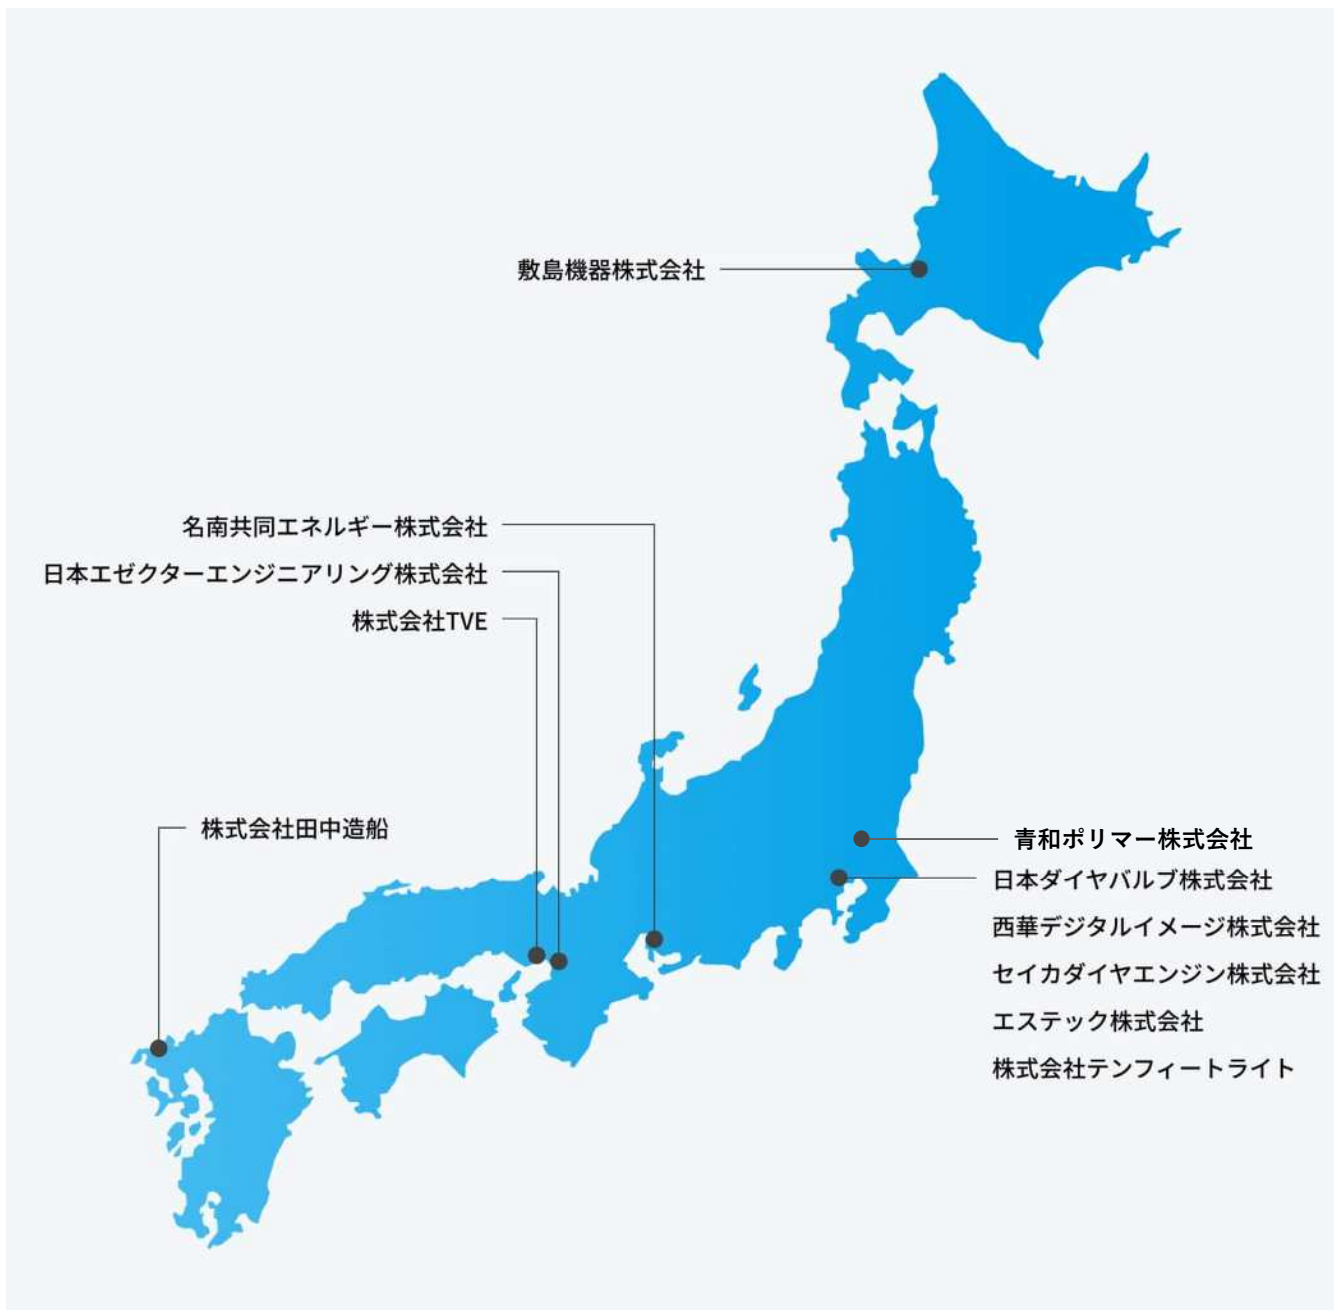 敷島機器株式会社
名南共同エネルギー株式会社
日本エゼクターエンジニアリング株式会社
株式会社TVE
株式会社田中造船
青和ポリマー株式会社
日本ダイヤバルブ株式会社
西華デジタルイメージ株式会社
セイカダイヤエンジン株式会社
エステック株式会社
株式会社テンフィートライト